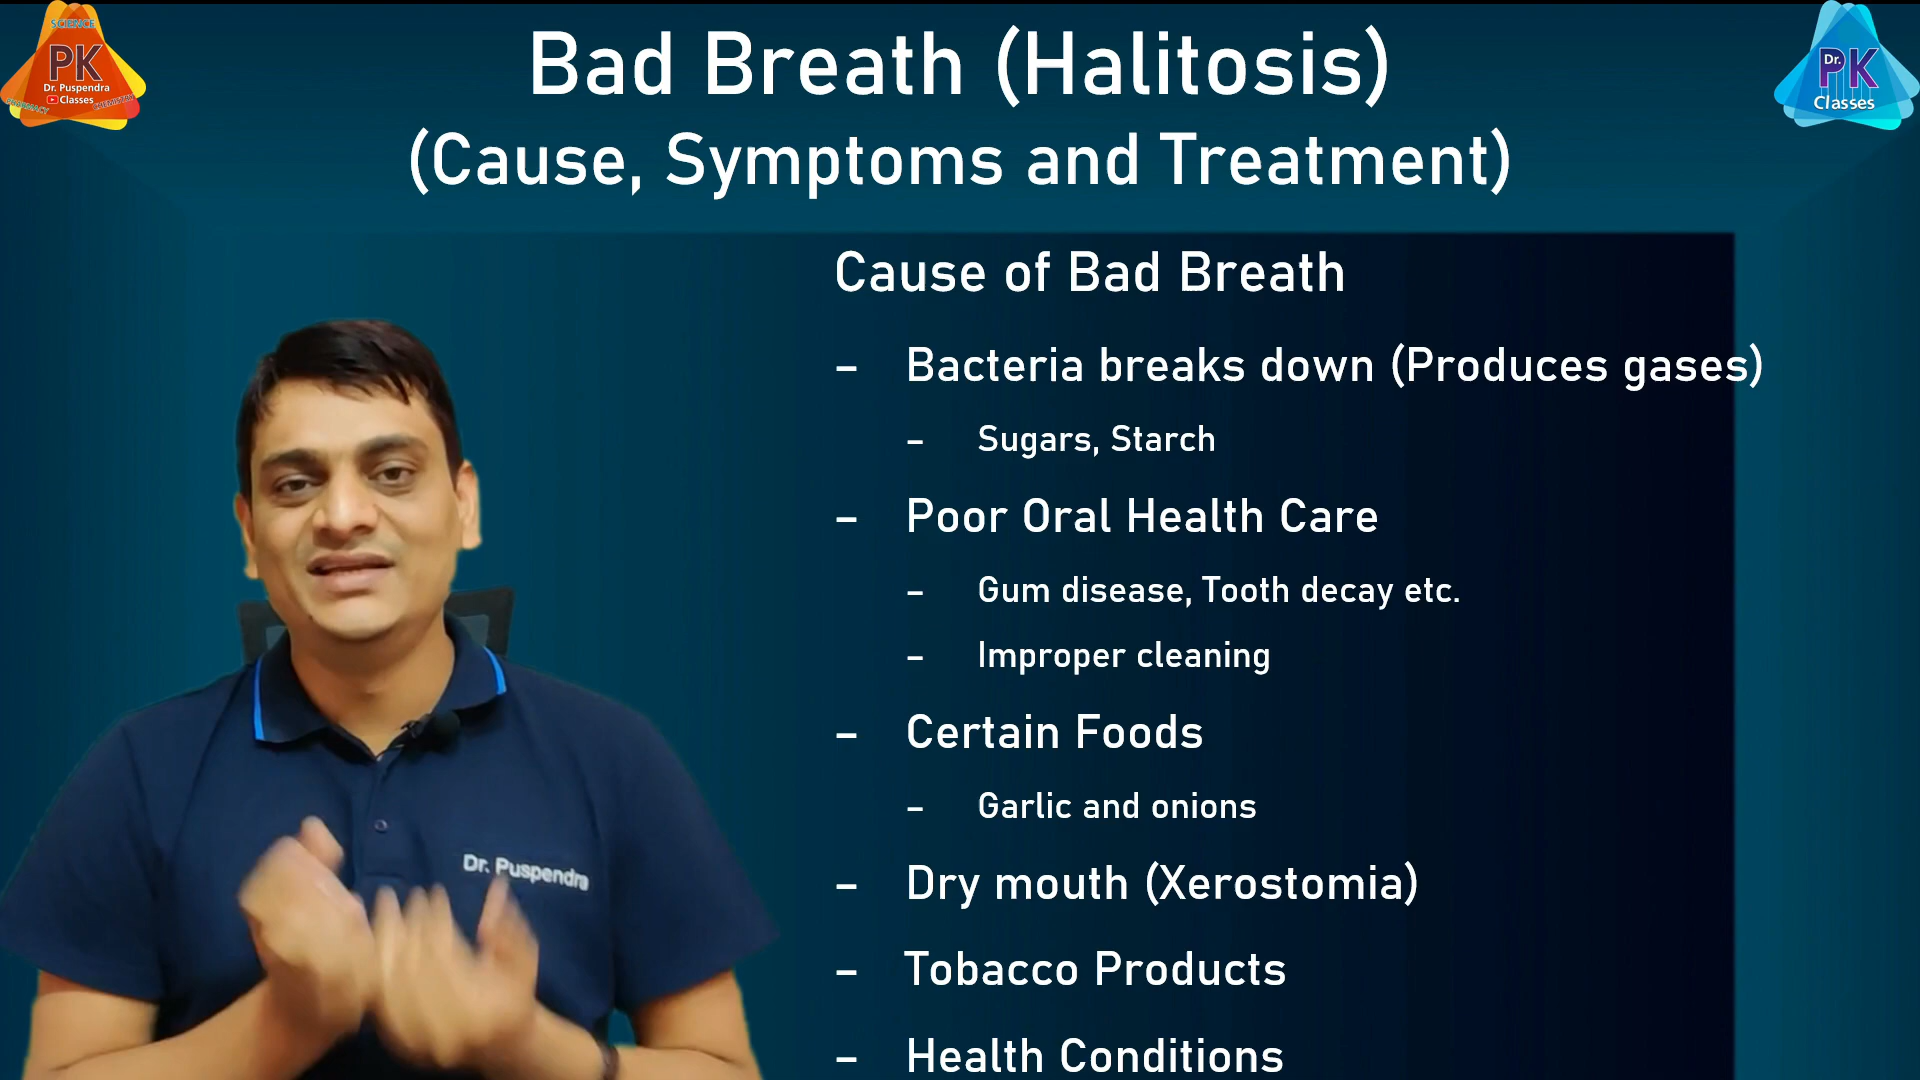 SCIENCE
PK
Dr. Puspendra
Classes
PHARMACY
CHEMISTRY
Bad Breath (Halitosis)
(Cause, Symptoms and Treatment)
Dr.
PK
Classes
Cause of Bad Breath
– Bacteria breaks down (Produces gases)
– Sugars, Starch
– Poor Oral Health Care
– Gum disease, Tooth decay etc.
– Improper cleaning
– Certain Foods
– Garlic and onions
– Dry mouth (Xerostomia)
– Tobacco Products
– Health Conditions
Dr. Puspendra